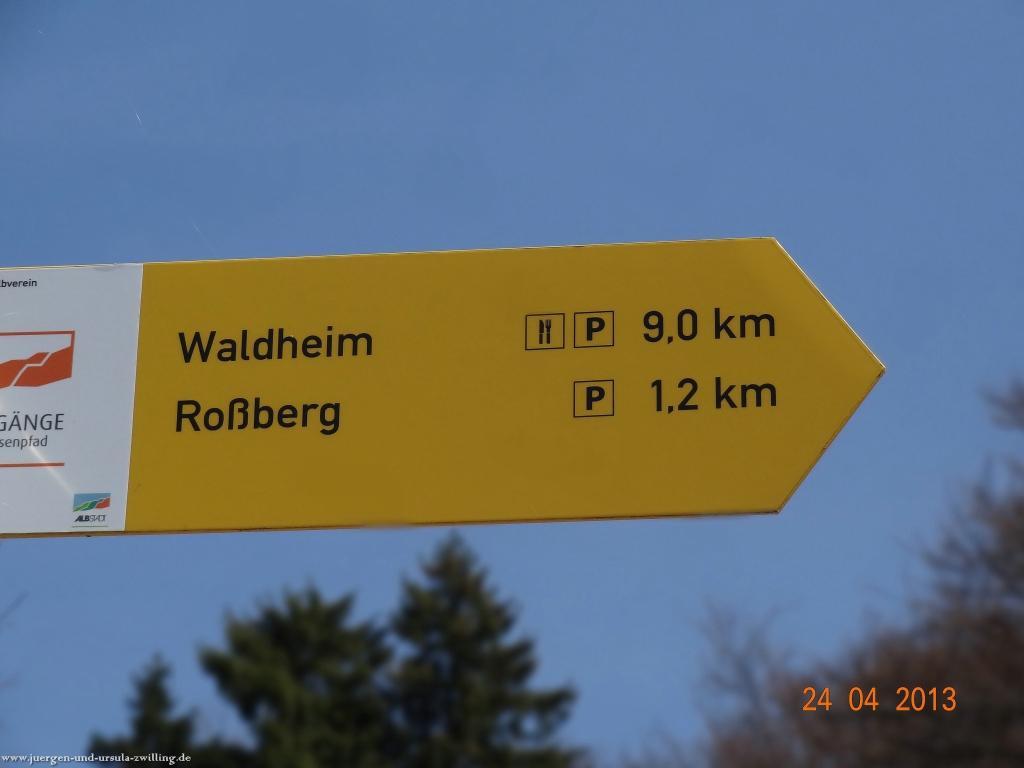 bverein
GÄNGE
senpfad
ALBSTADT
Waldheim P 9,0 km
Roßberg P 1,2 km
24 04 2013
www.juergen-und-ursula-zwilling.de